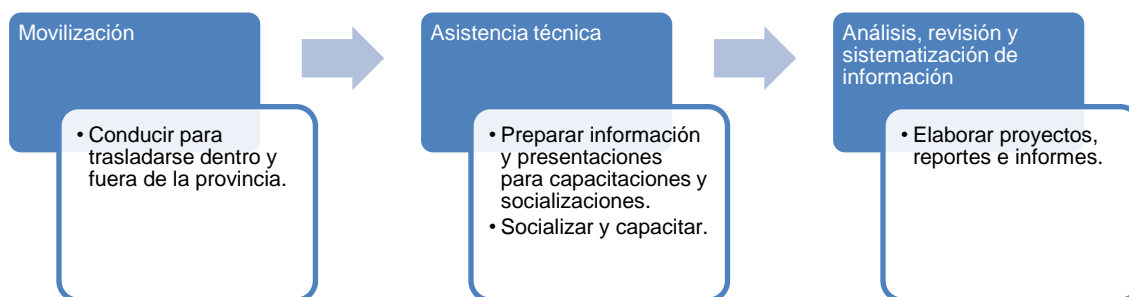 Movilización
• Conducir para
trasladarse dentro y
fuera de la provincia.
Asistencia técnica
• Preparar información
y presentaciones
para capacitaciones y
socializaciones.
• Socializar y capacitar.
Análisis, revisión y
sistematización de
información
• Elaborar proyectos,
reportes e informes.